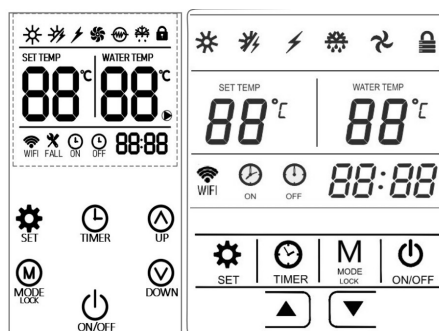 SET TEMP WATER TEMP
88℃ 88℃
WIFI FALL ON OFF 88:88
SET TIMER UP
M
MODE
LOCK
DOWN
ON/OFF
SET TEMP WATER TEMP
88°C 88°C
WIFI ON OFF 88:88
M
SET TIMER MODE
LOCK ON/OFF